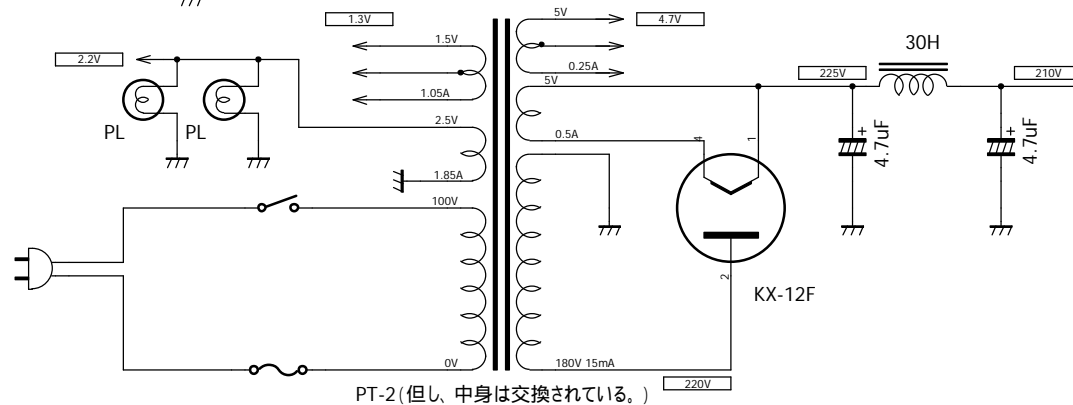 1.3V
5V
4.7V
1.5V
30H
2.2V
0.25A
225V
210V
1.05A
5V
PL
PL
2.5V
0.5A
4
1
+
4.7uF
+
4.7uF
1.85A
100V
2
KX-12F
0V
180V 15mA
220V
PT-2(但し、中身は交換されている。)